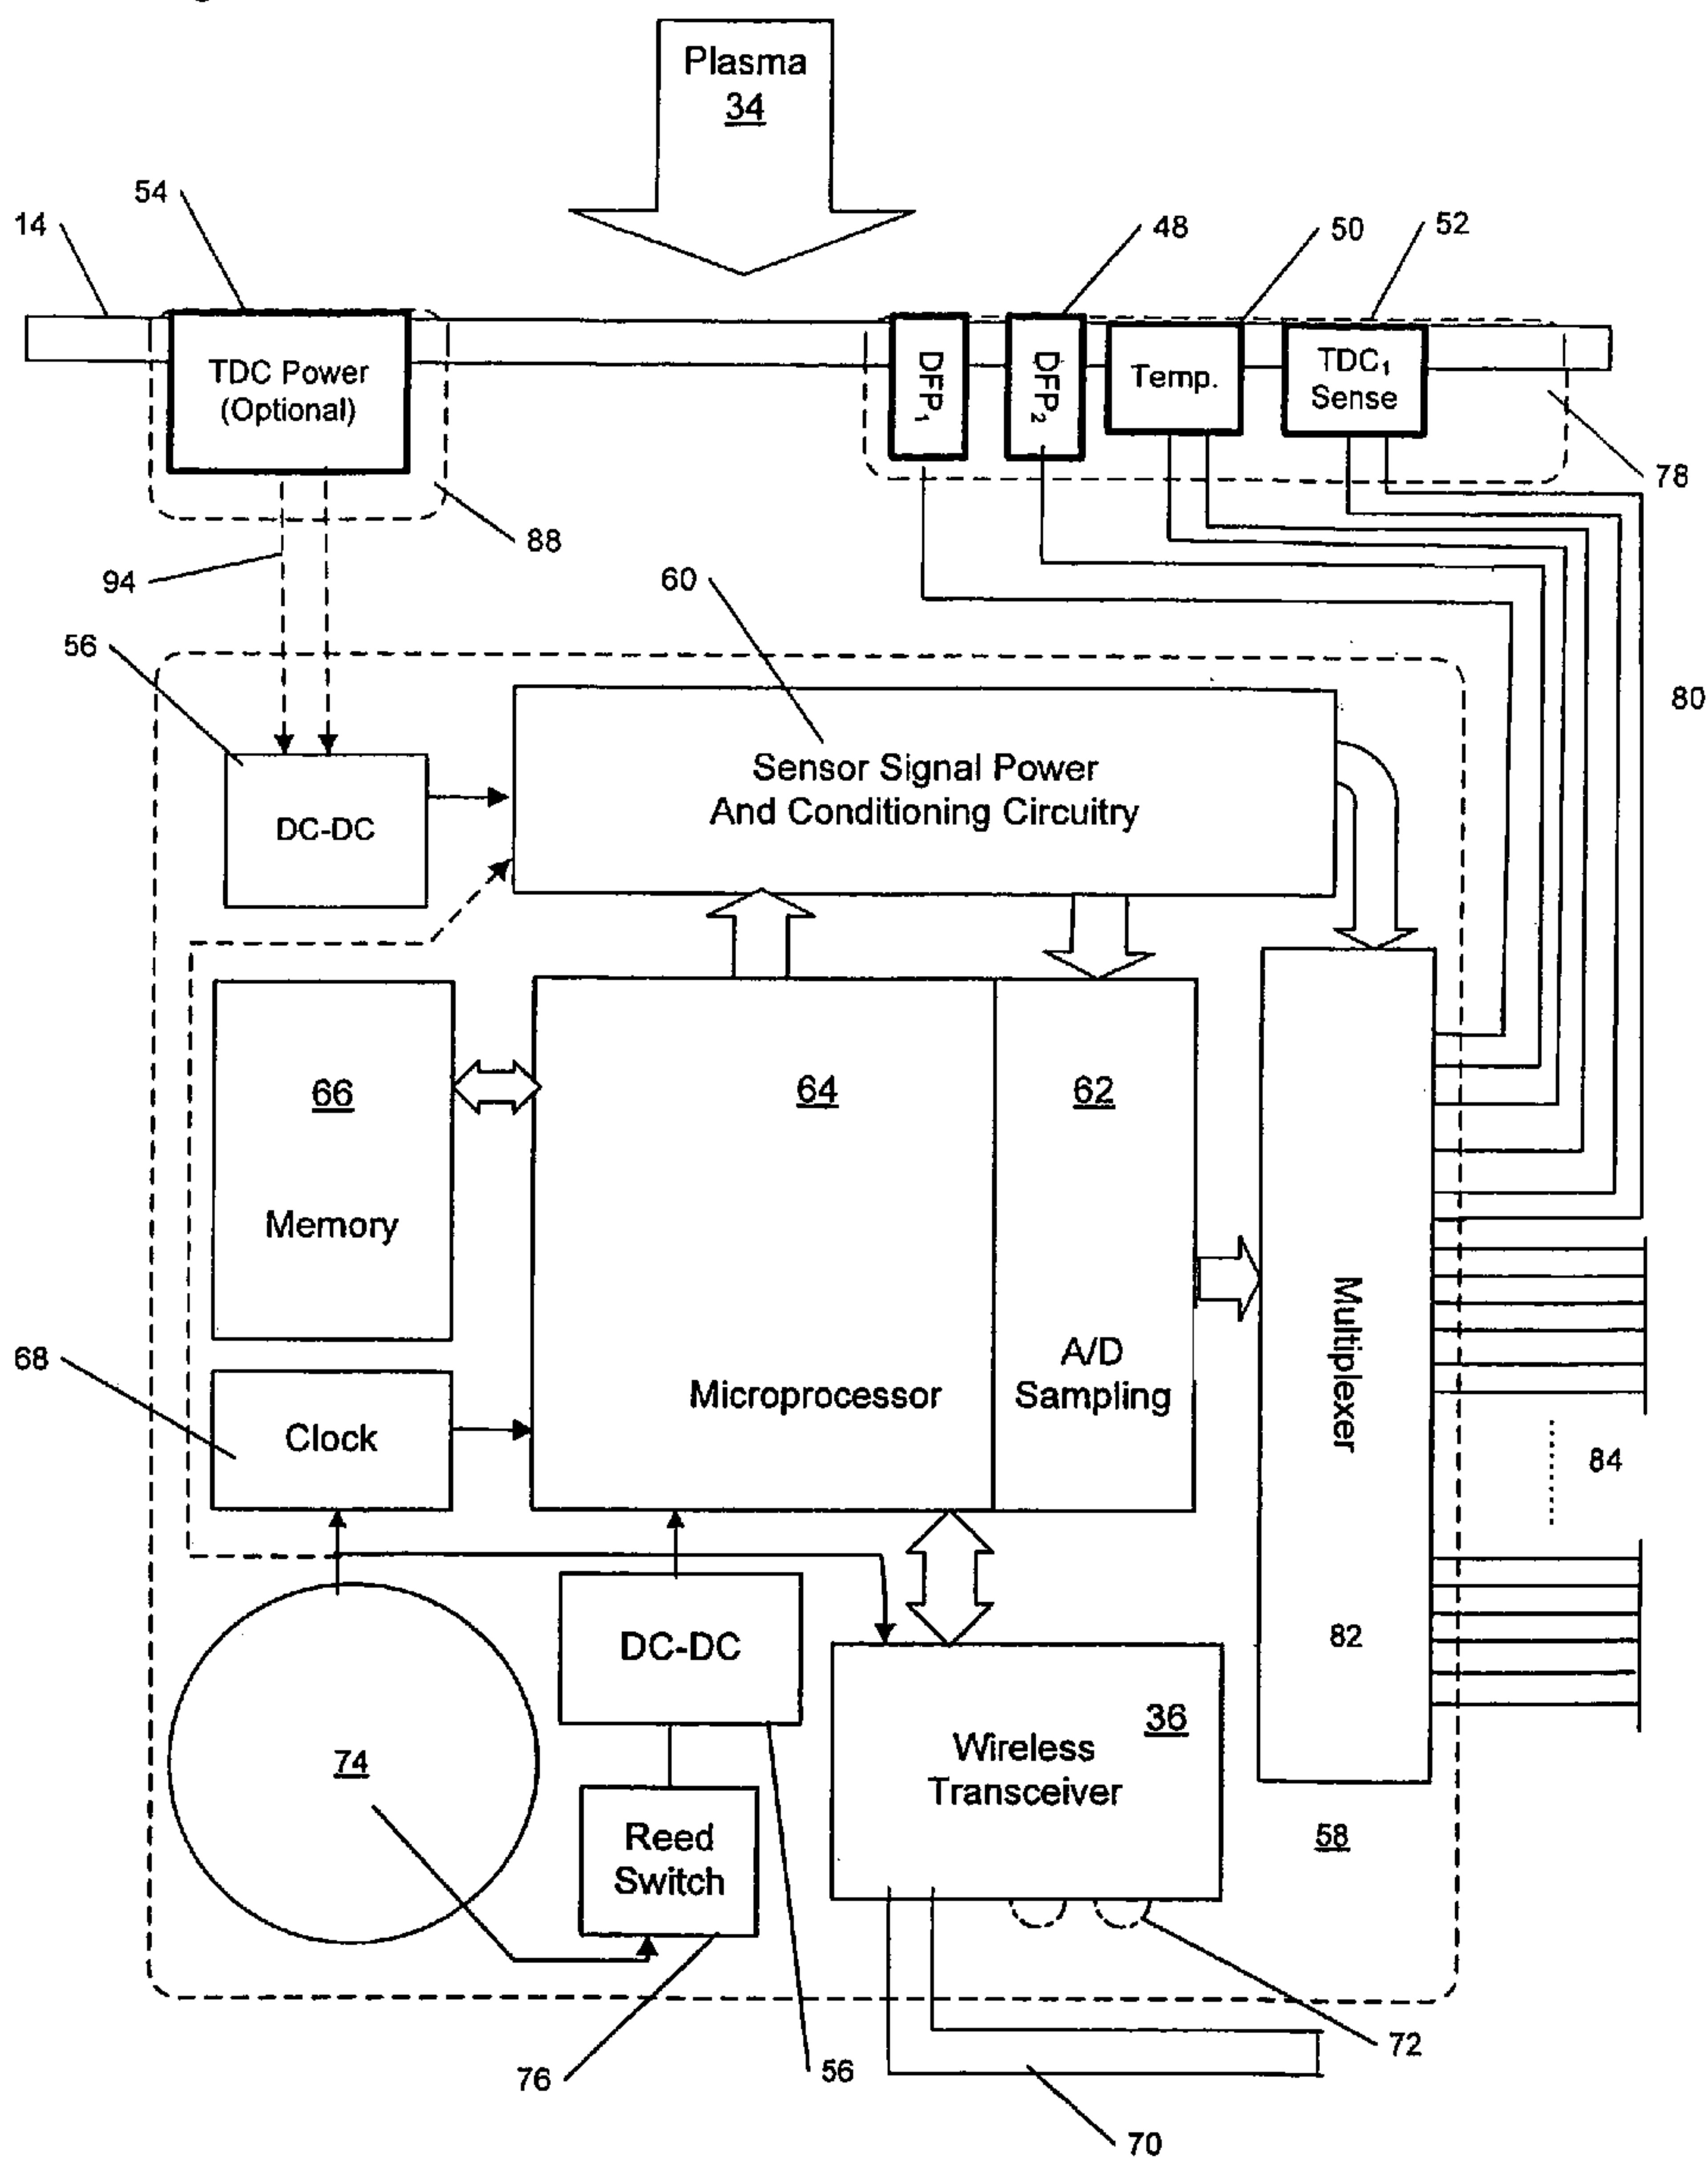 Plasma
34
54
14
48
50
52
TDC Power
(Optional)
DFP1
DFP2
Temp.
TDC1
Sense
78
88
94
60
56
80
Sensor Signal Power
And Conditioning Circuitry
DC-DC
66
64
62
Memory
Multiplexer
68
A/D
Sampling
Microprocessor
Clock
84
DC-DC
82
36
Wireless
Transceiver
74
Reed
Switch
58
72
76
56
70